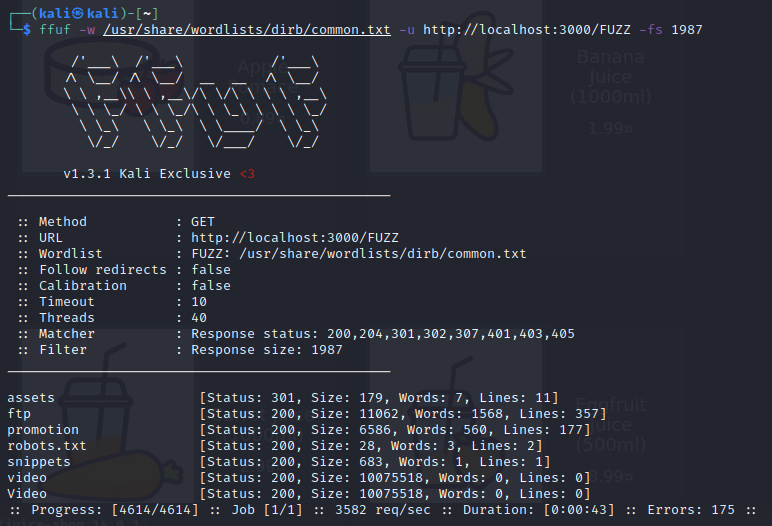 ┌──(kali㉿kali)-[~]
└─$ ffuf -w /usr/share/wordlists/dirb/common.txt -u http://localhost:3000/FUZZ -fs 1987
v1.3.1 Kali Exclusive <3
:: Method : GET
:: URL : http://localhost:3000/FUZZ
:: Wordlist : FUZZ: /usr/share/wordlists/dirb/common.txt
:: Follow redirects : false
:: Calibration : false
:: Timeout : 10
:: Threads : 40
:: Matcher : Response status: 200,204,301,302,307,401,403,405
:: Filter : Response size: 1987
assets [Status: 301, Size: 179, Words: 7, Lines: 11]
ftp [Status: 200, Size: 11062, Words: 1568, Lines: 357]
promotion [Status: 200, Size: 6586, Words: 560, Lines: 177]
robots.txt [Status: 200, Size: 28, Words: 3, Lines: 2]
snippets [Status: 200, Size: 683, Words: 1, Lines: 1]
video [Status: 200, Size: 10075518, Words: 0, Lines: 0]
Video [Status: 200, Size: 10075518, Words: 0, Lines: 0]
:: Progress: [4614/4614] :: Job [1/1] :: 3582 req/sec :: Duration: [0:00:43] :: Errors: 175 ::
Banana
Juice
(1000ml)
1.99¤
Eggfruit
Juice
(500ml)
8.99¤